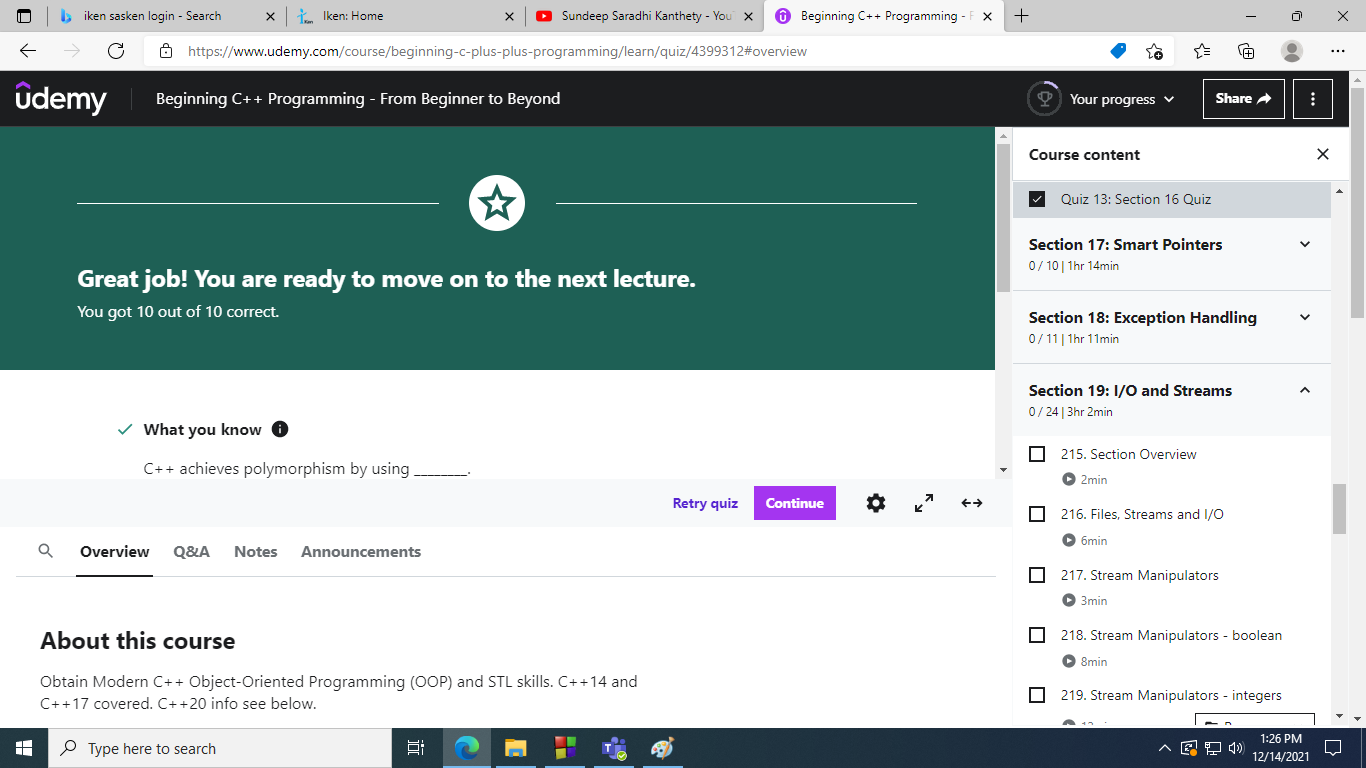 iken sasken login - Search
Iken: Home
Sundeep Saradhi Kanthety - You
Beginning C++ Programming - F
https://www.udemy.com/course/beginning-c-plus-plus-programming/learn/quiz/4399312#overview
udemy
Beginning C++ Programming - From Beginner to Beyond
Your progress
Share
Great job! You are ready to move on to the next lecture.
You got 10 out of 10 correct.
What you know
C++ achieves polymorphism by using ________.
Retry quiz
Continue
Overview
Q&A
Notes
Announcements
About this course
Obtain Modern C++ Object-Oriented Programming (OOP) and STL skills. C++14 and
C++17 covered. C++20 info see below.
Course content
Quiz 13: Section 16 Quiz
Section 17: Smart Pointers
0 / 10 | 1hr 14min
Section 18: Exception Handling
0 / 11 | 1hr 11min
Section 19: I/O and Streams
0 / 24 | 3hr 2min
215. Section Overview
2min
216. Files, Streams and I/O
6min
217. Stream Manipulators
3min
218. Stream Manipulators - boolean
8min
219. Stream Manipulators - integers
Type here to search
1:26 PM
12/14/2021